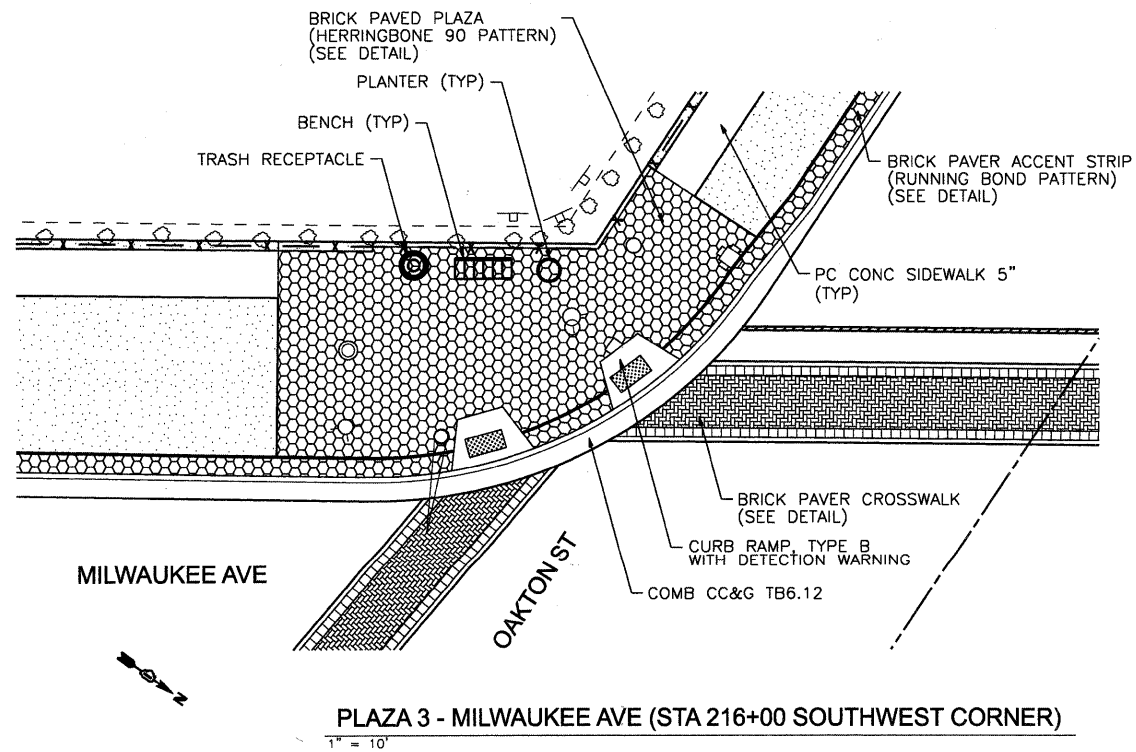 BRICK PAVED PLAZA
(HERRINGBONE 90 PATTERN)
(SEE DETAIL)
PLANTER (TYP)
BENCH (TYP)
TRASH RECEPTACLE
BRICK PAVER ACCENT STRIP
(RUNNING BOND PATTERN)
(SEE DETAIL)
PC CONC SIDEWALK 5"
(TYP)
BRICK PAVER CROSSWALK
(SEE DETAIL)
CURB RAMP, TYPE B
WITH DETECTION WARNING
COMB CC&G TB6.12
MILWAUKEE AVE
OAKTON ST
N
PLAZA 3 - MILWAUKEE AVE (STA 216+00 SOUTHWEST CORNER)
1" = 10'